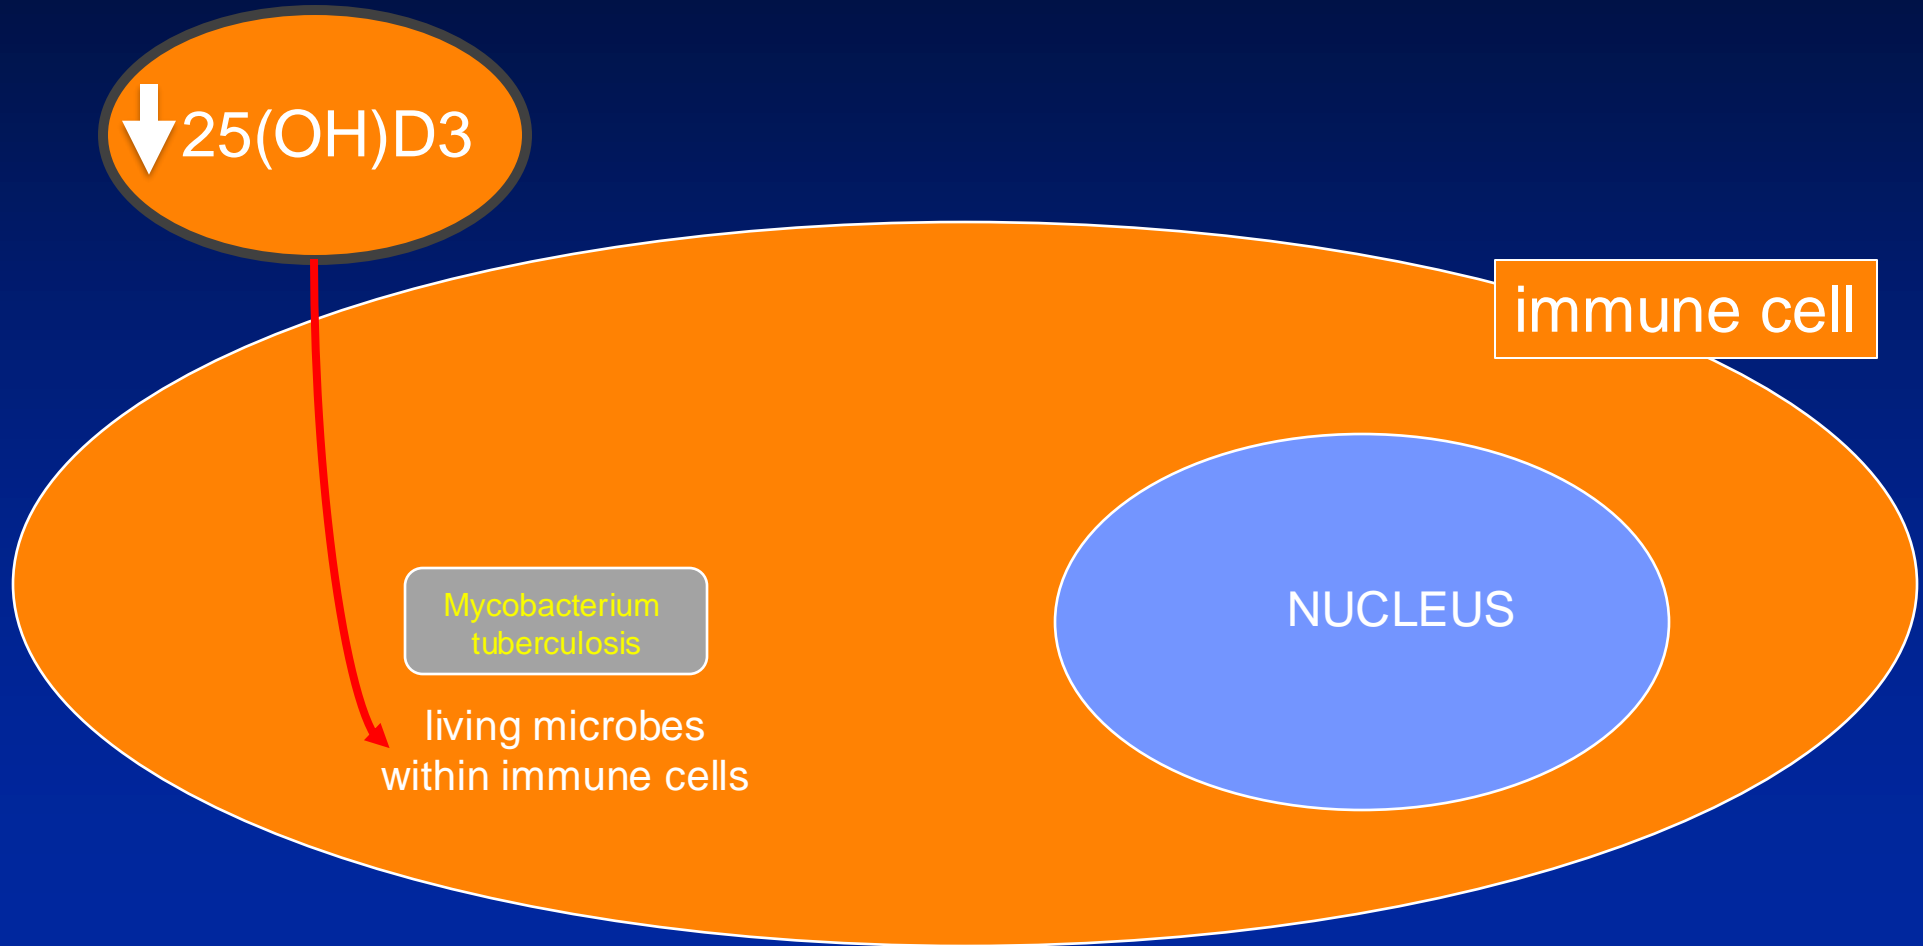 25(OH)D3
immune cell
Mycobacterium
tuberculosis
NUCLEUS
living microbes
within immune cells